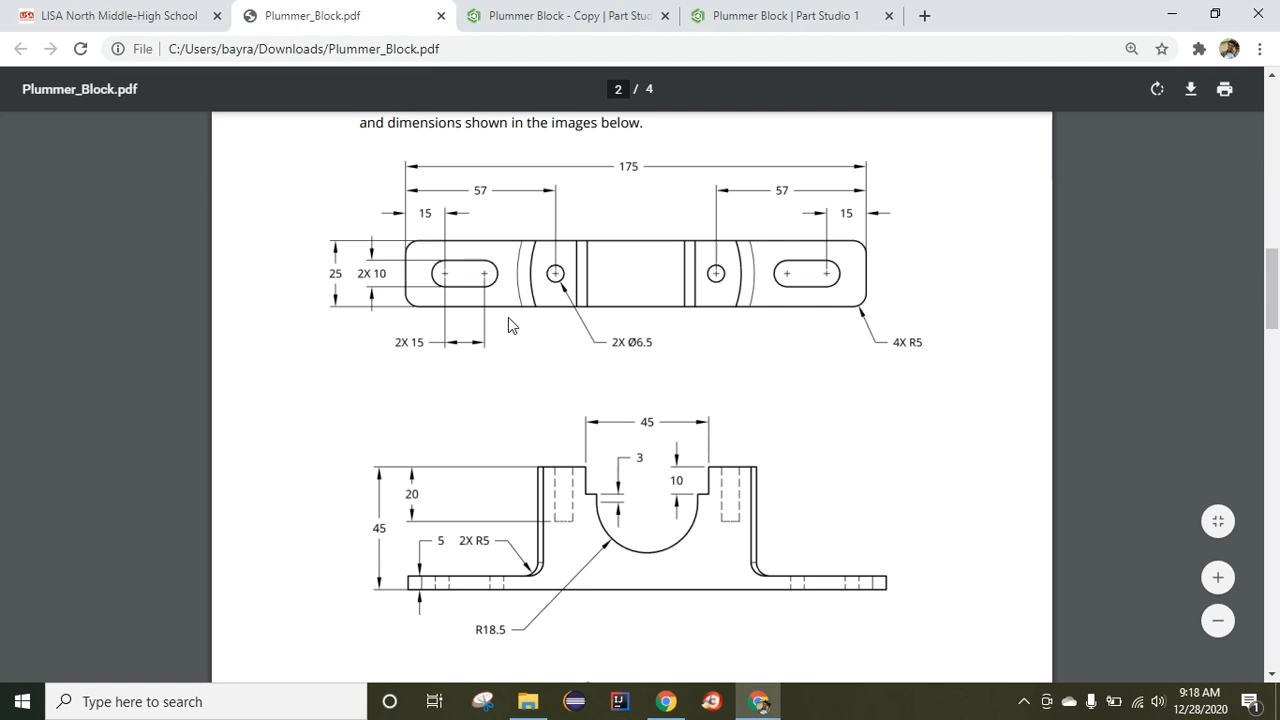 LISA North Middle-High School
Plummer_Block.pdf
Plummer Block - Copy | Part Stud
Plummer Block | Part Studio 1
File
C:/Users/bayra/Downloads/Plummer_Block.pdf
Plummer_Block.pdf
2 / 4
and dimensions shown in the images below.
175
57
57
15
15
25
2X 10
2X 15
2X Ø6.5
4X R5
45
3
10
20
45
5
2X R5
R18.5
Type here to search
9:18 AM
12/28/2020
1